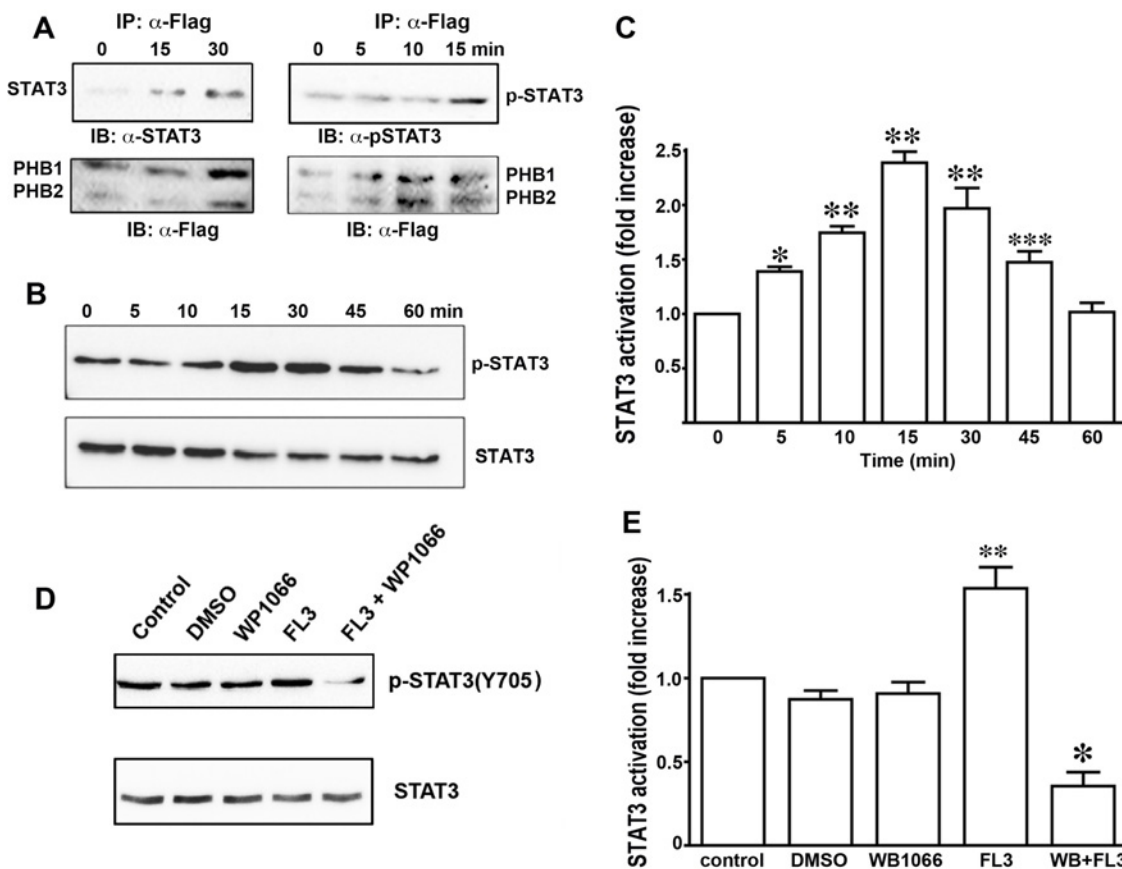 A
IP: α-Flag
0 15 30
STAT3
IB: α-STAT3
PHB1
PHB2
IB: α-Flag
IP: α-Flag
0 5 10 15 min
p-STAT3
IB: α-pSTAT3
PHB1
PHB2
IB: α-Flag
B
0 5 10 15 30 45 60 min
p-STAT3
STAT3
C
STAT3 activation (fold increase)
2.5
2.0
1.5
1.0
0.5
*
**
**
**
***
0 5 10 15 30 45 60
Time (min)
D
Control
DMSO
WP1066
FL3
FL3 + WP1066
p-STAT3(Y705)
STAT3
E
STAT3 activation (fold increase)
1.5
1.0
0.5
0
**
*
control DMSO WB1066 FL3 WB+FL3